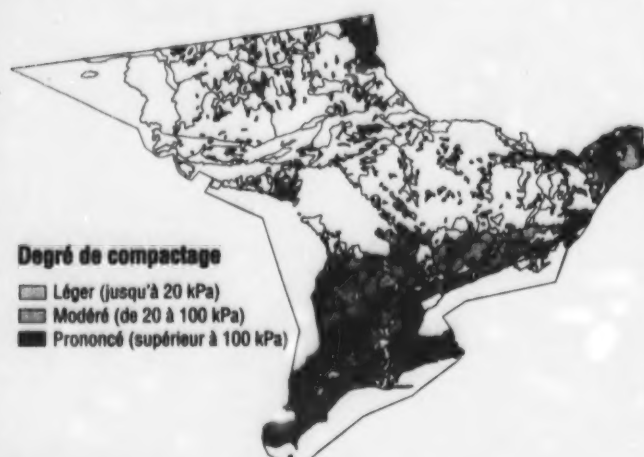 Degré de compactage
Léger (jusqu'à 20 kPa)
Modéré (de 20 à 100 kPa)
Prononcé (supérieur à 100 kPa)